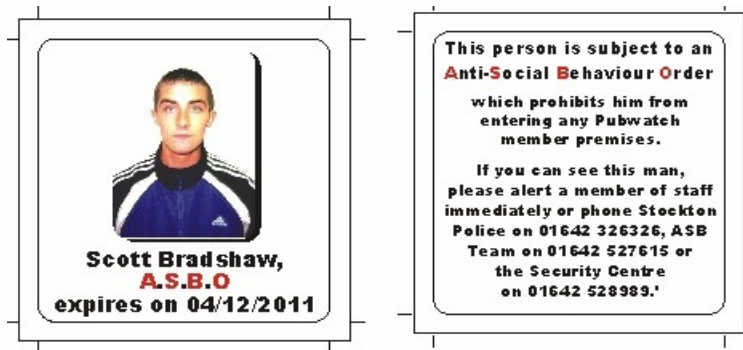 Scott Bradshaw,
A.S.B.O
expires on 04/12/2011
This person is subject to an
Anti-Social Behaviour Order
which prohibits him from
entering any Pubwatch
member premises.
If you can see this man,
please alert a member of staff
immediately or phone Stockton
Police on 01642 326326, ASB
Team on 01642 527615 or
the Security Centre
on 01642 528989.'